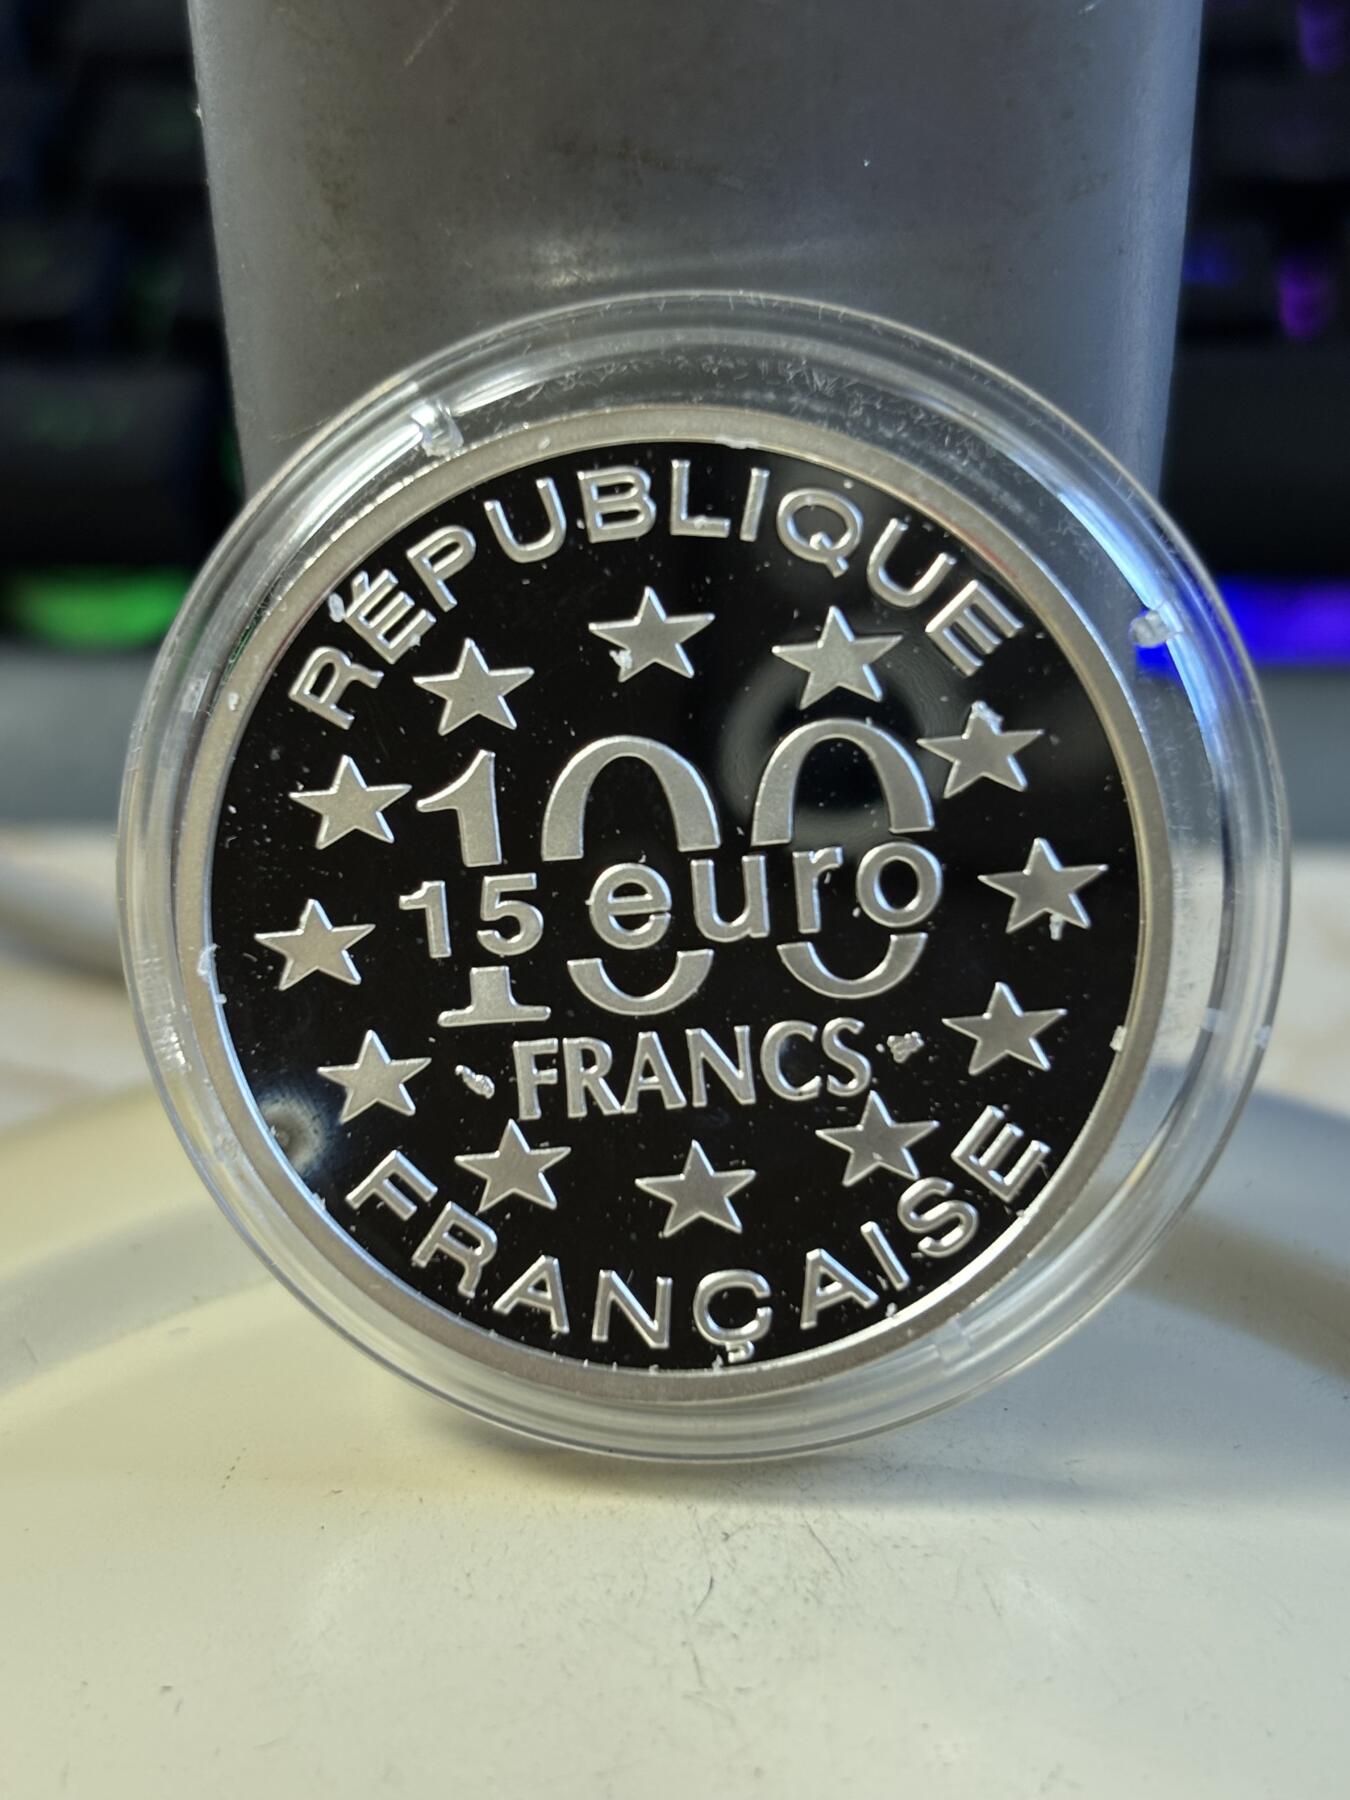 RÉPUBLIQUE
100
15 euro
FRANCS
FRANÇAISE